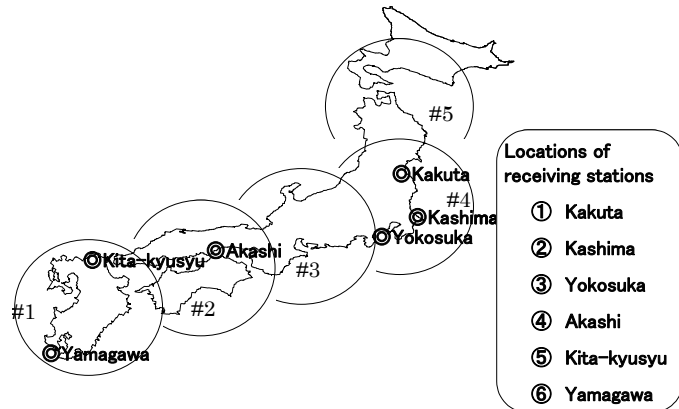 #5
Kakuta
#4
Kashima
Yokosuka
Akashi
Kita-kyusyu
#3
#2
#1
Yamagawa
Locations of
receiving stations
① Kakuta
② Kashima
③ Yokosuka
④ Akashi
⑤ Kita-kyusyu
⑥ Yamagawa